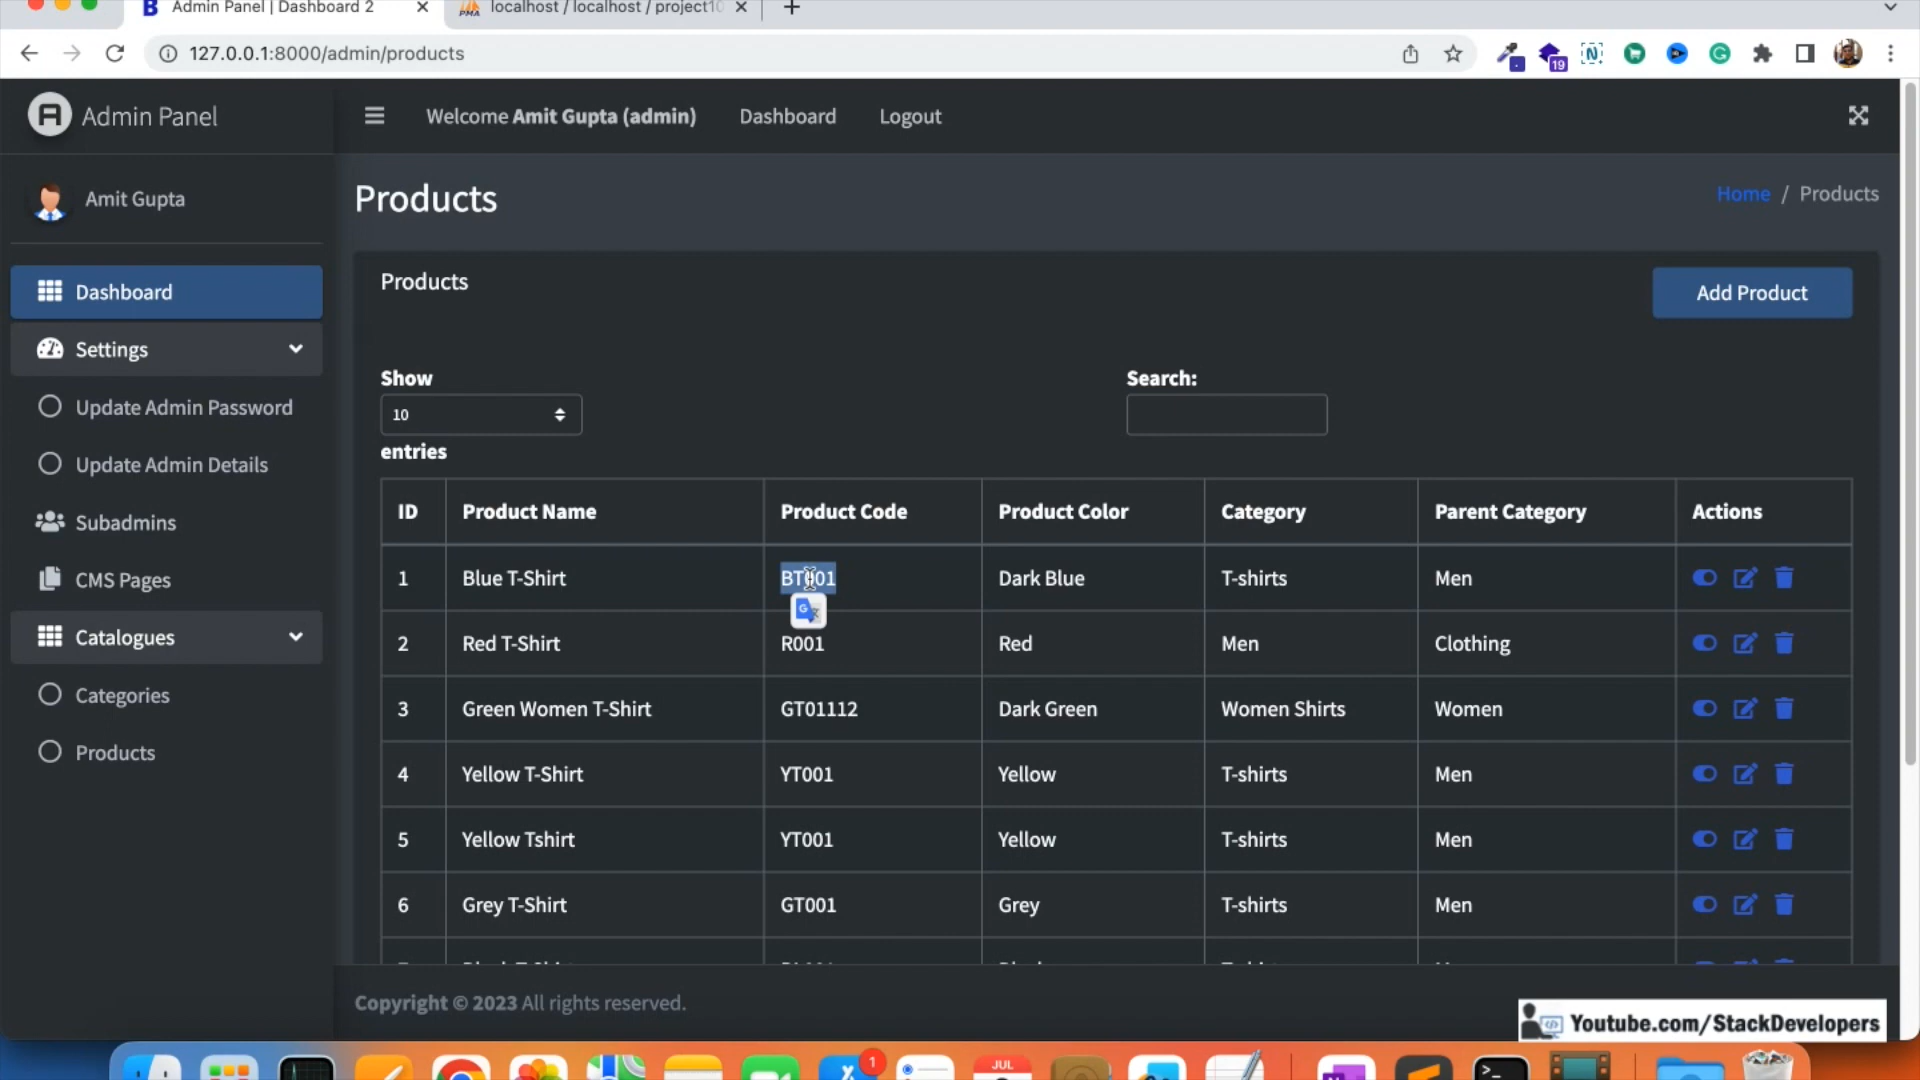 Admin Panel | Dashboard 2
localhost / localhost / project10
127.0.0.1:8000/admin/products
19
Admin Panel
Welcome Amit Gupta (admin)
Dashboard
Logout
Amit Gupta
Dashboard
Settings
Update Admin Password
Update Admin Details
Subadmins
CMS Pages
Catalogues
Categories
Products
Products
Home / Products
Products
Add Product
Show
10
entries
Search:
ID Product Name Product Code Product Color Category Parent Category Actions
1 Blue T-Shirt BT001 Dark Blue T-shirts Men
2 Red T-Shirt R001 Red Men Clothing
3 Green Women T-Shirt GT01112 Dark Green Women Shirts Women
4 Yellow T-Shirt YT001 Yellow T-shirts Men
5 Yellow Tshirt YT001 Yellow T-shirts Men
6 Grey T-Shirt GT001 Grey T-shirts Men
Copyright © 2023 All rights reserved.
Youtube.com/StackDevelopers
1
JUL